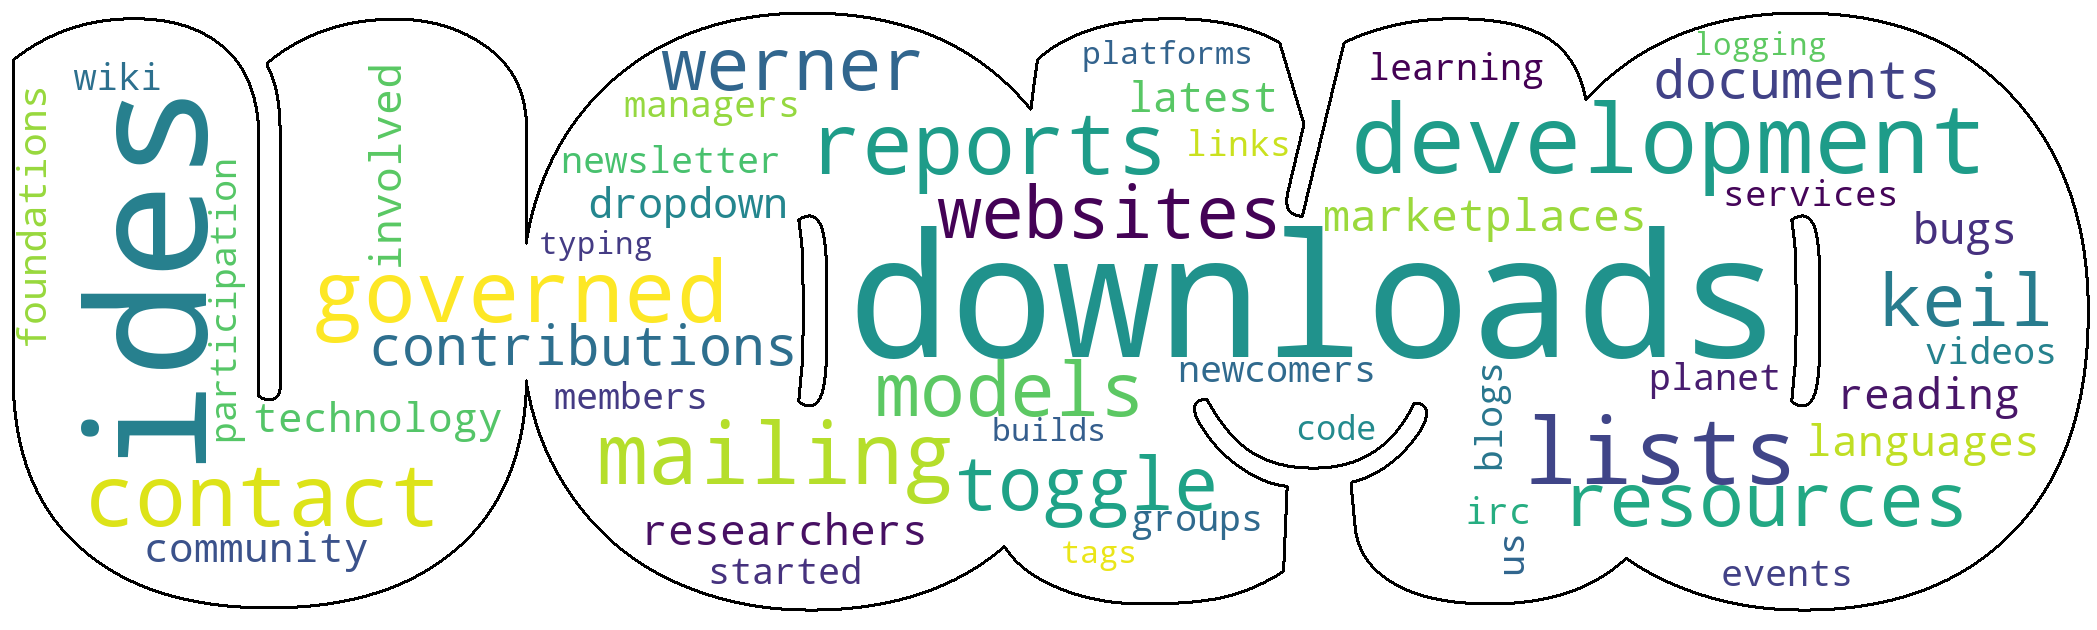 wiki
foundations
ides
participation
involved
technology
contact
community
werner
managers
newsletter
dropdown
typing
governed
contributions
members
mailing
researchers
started
platforms
latest
links
reports
websites
downloads
models
newcomers
builds
toggle
groups
tags
code
learning
logging
documents
development
services
marketplaces
bugs
keil
videos
planet
reading
blogs
lists
languages
resources
irc
us
events